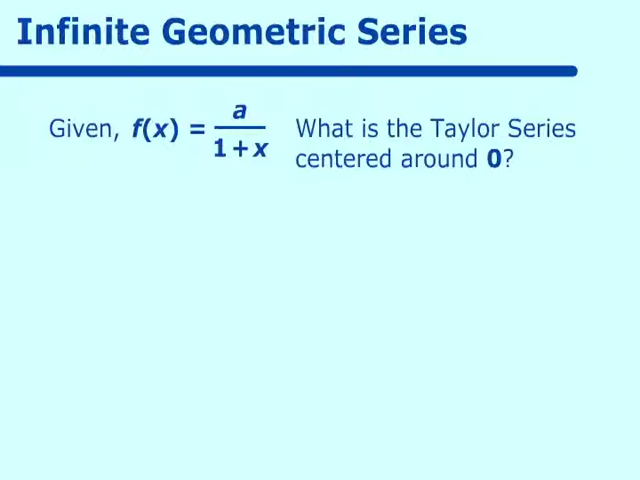 Infinite Geometric Series
Given, f(x) = a/(1+x) What is the Taylor Series
centered around 0?